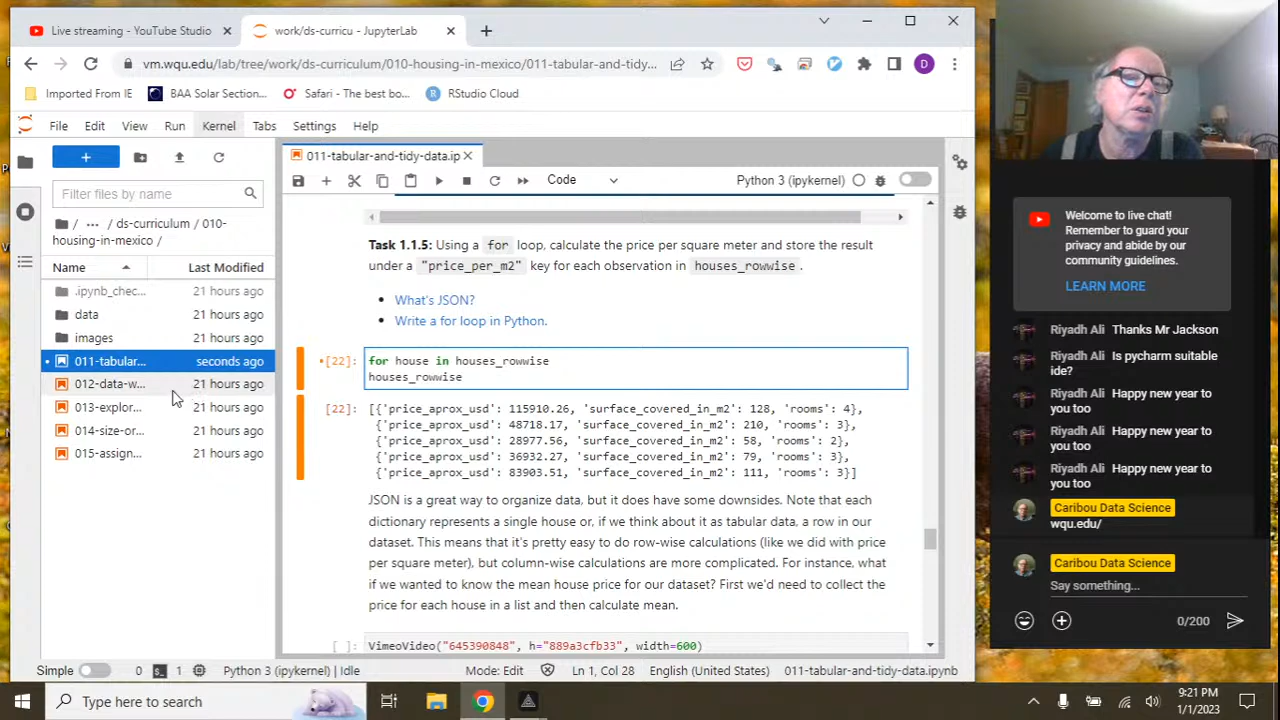 Live streaming - YouTube Studio
work/ds-curricu - JupyterLab
vm.wqu.edu/lab/tree/work/ds-curriculum/010-housing-in-mexico/011-tabular-and-tidy...
D
Imported From IE
BAA Solar Section...
Safari - The best bo...
RStudio Cloud
File Edit View Run Kernel Tabs Settings Help
011-tabular-and-tidy-data.ip
Filter files by name
Code
Python 3 (ipykernel)
/ ... / ds-curriculum / 010-
housing-in-mexico /
Name Last Modified
.ipynb_chec... 21 hours ago
data 21 hours ago
images 21 hours ago
011-tabular... seconds ago
012-data-w... 21 hours ago
013-explor... 21 hours ago
014-size-or... 21 hours ago
015-assign... 21 hours ago
Task 1.1.5: Using a for loop, calculate the price per square meter and store the result
under a "price_per_m2" key for each observation in houses_rowwise .
• What's JSON?
• Write a for loop in Python.
[22]: for house in houses_rowwise
houses_rowwise
[22]: [{'price_aprox_usd': 115910.26, 'surface_covered_in_m2': 128, 'rooms': 4},
{'price_aprox_usd': 48718.17, 'surface_covered_in_m2': 210, 'rooms': 3},
{'price_aprox_usd': 28977.56, 'surface_covered_in_m2': 58, 'rooms': 2},
{'price_aprox_usd': 36932.27, 'surface_covered_in_m2': 79, 'rooms': 3},
{'price_aprox_usd': 83903.51, 'surface_covered_in_m2': 111, 'rooms': 3}]
JSON is a great way to organize data, but it does have some downsides. Note that each
dictionary represents a single house or, if we think about it as tabular data, a row in our
dataset. This means that it's pretty easy to do row-wise calculations (like we did with price
per square meter), but column-wise calculations are more complicated. For instance, what
if we wanted to know the mean house price for our dataset? First we'd need to collect the
price for each house in a list and then calculate mean.
[ ]: VimeoVideo("645390848", h="889a3cfb33", width=600)
Simple 0 1 Python 3 (ipykernel) | Idle
Mode: Edit Ln 1, Col 28 English (United States) 011-tabular-and-tidy-data.ipynb
Welcome to live chat!
Remember to guard your
privacy and abide by our
community guidelines.
LEARN MORE
Riyadh Ali Thanks Mr Jackson
Riyadh Ali Is pycharm suitable
ide?
Riyadh Ali Happy new year to
you too
Riyadh Ali Happy new year to
you too
Riyadh Ali Happy new year to
you too
Caribou Data Science
wqu.edu/
Caribou Data Science
Say something...
0/200
Type here to search
9:21 PM
1/1/2023